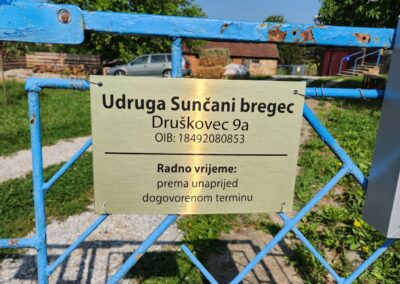 Udruga Sunčani bregec
Druškovec 9a
OIB: 18492080853
Radno vrijeme:
prema unaprijed
dogovorenom terminu